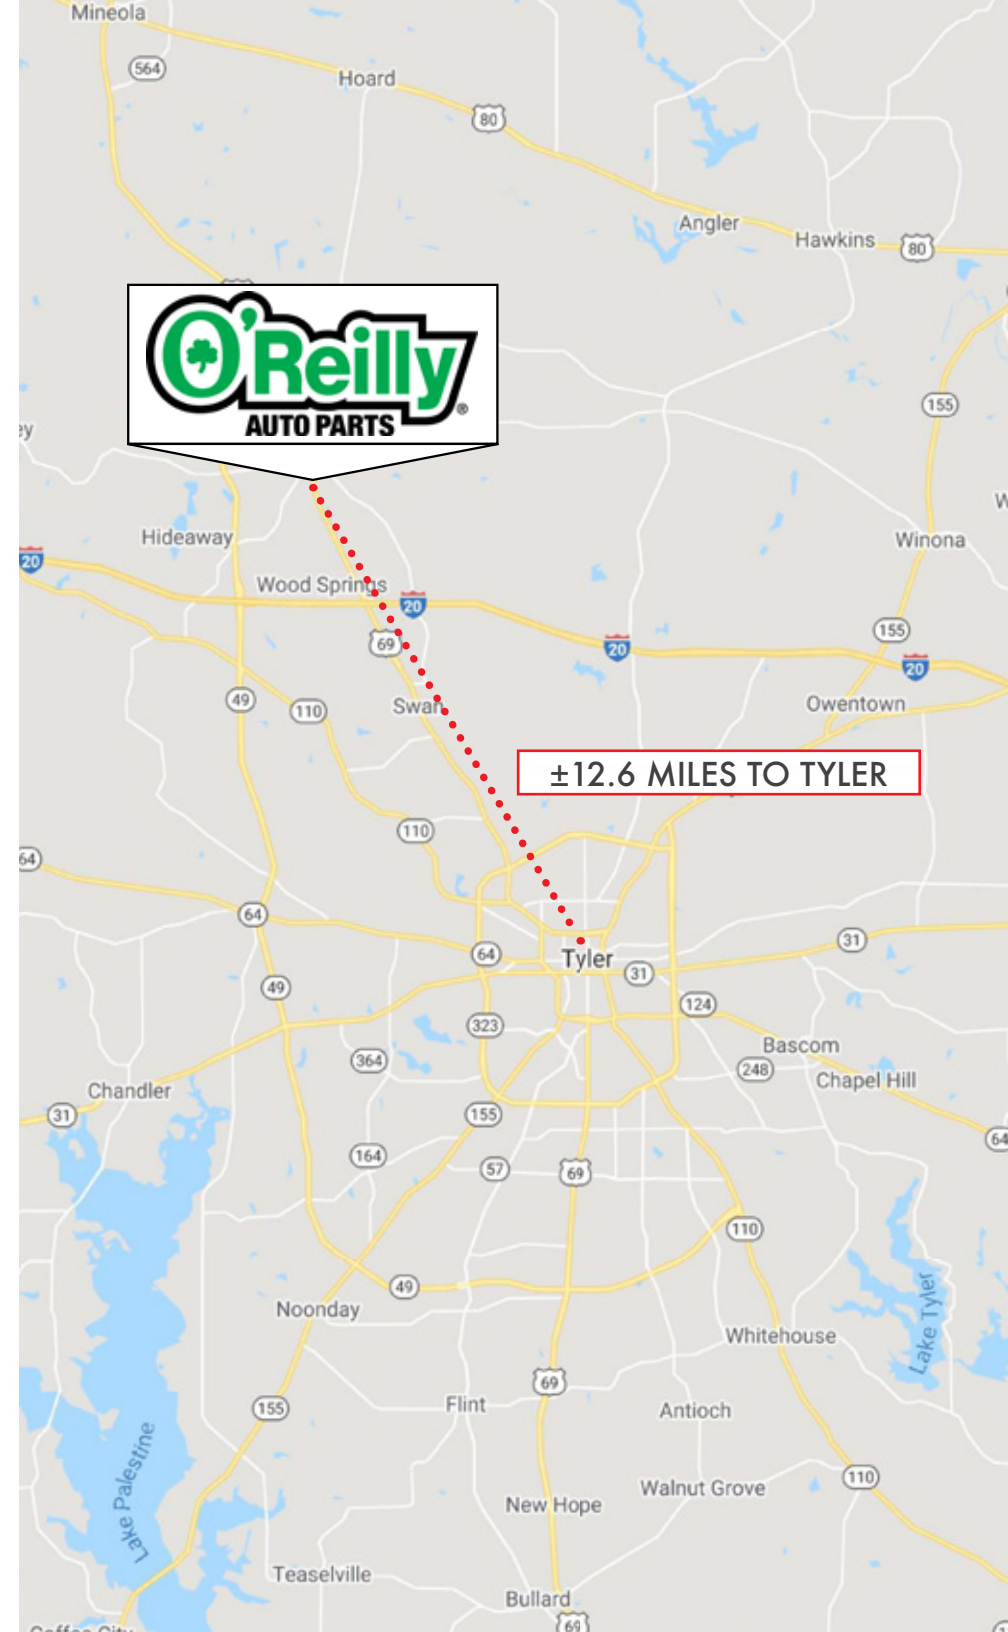 Mineola
564
Hoard
80
Angler
Hawkins
80
O'Reilly
AUTO PARTS
®
155
Hideaway
Winona
20
Wood Springs
20
155
69
20
20
49
110
Swan
Owentown
±12.6 MILES TO TYLER
110
64
64
31
64
Tyler
31
49
124
323
Bascom
364
248
Chapel Hill
Chandler
31
155
64
164
57
69
110
49
Lake Tyler
Noonday
Whitehouse
69
Flint
155
Antioch
Lake Palestine
110
Walnut Grove
New Hope
Teaselville
Bullard
69